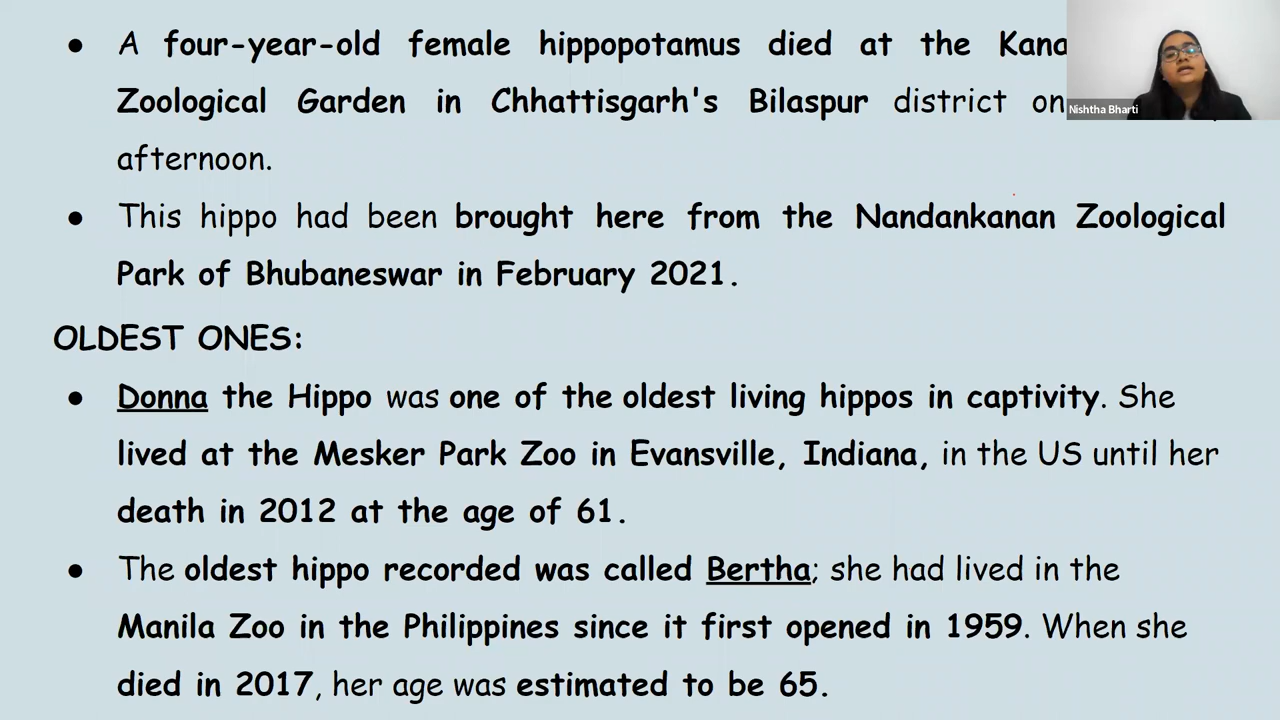 ● A four-year-old female hippopotamus died at the
Zoological Garden in Chhattisgarh's Bilaspur district on
Nishtha Bharti
afternoon.
● This hippo had been brought here from the Nandankanan Zoological
Park of Bhubaneswar in February 2021.
OLDEST ONES:
● Donna the Hippo was one of the oldest living hippos in captivity. She
lived at the Mesker Park Zoo in Evansville, Indiana, in the US until her
death in 2012 at the age of 61.
● The oldest hippo recorded was called Bertha; she had lived in the
Manila Zoo in the Philippines since it first opened in 1959. When she
died in 2017, her age was estimated to be 65.